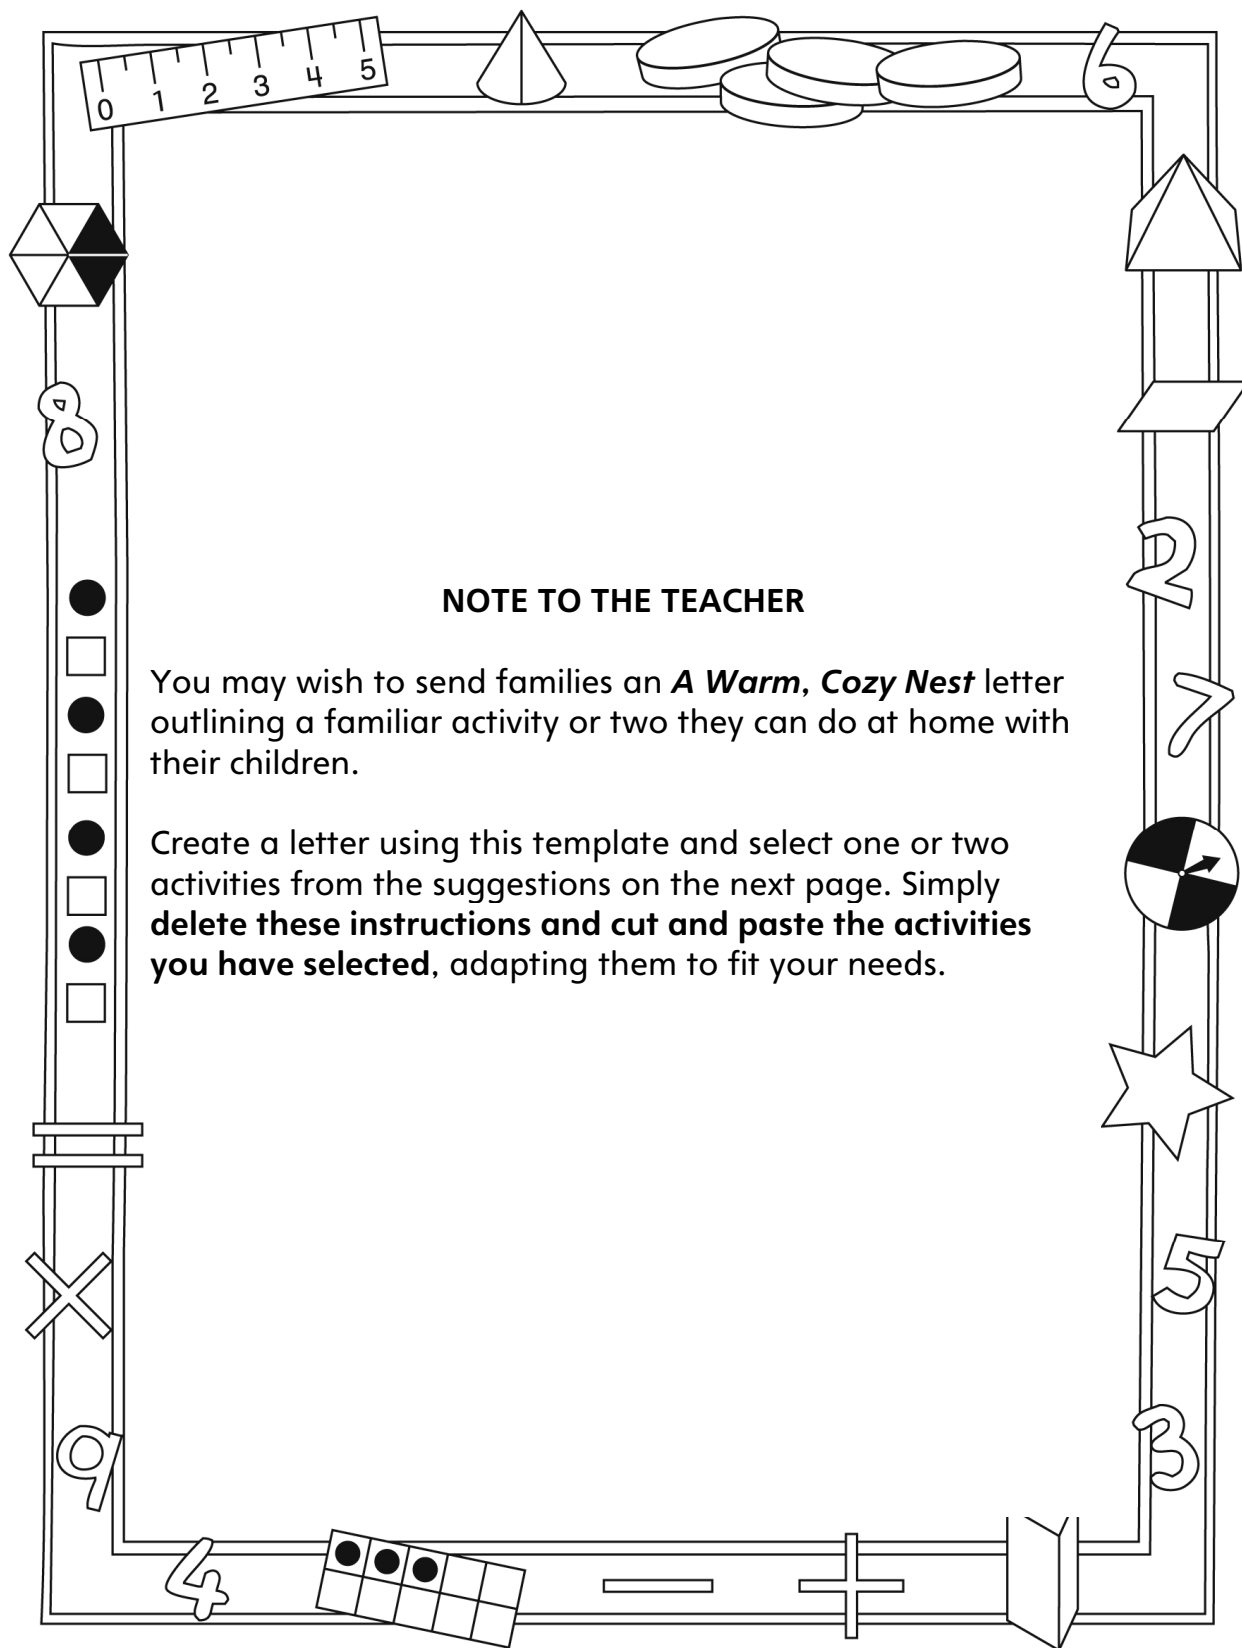 0 1 2 3 4 5
6
8
2
7
NOTE TO THE TEACHER
You may wish to send families an A Warm, Cozy Nest letter
outlining a familiar activity or two they can do at home with
their children.
Create a letter using this template and select one or two
activities from the suggestions on the next page. Simply
delete these instructions and cut and paste the activities
you have selected, adapting them to fit your needs.
=
×
5
9
3
4
−
+